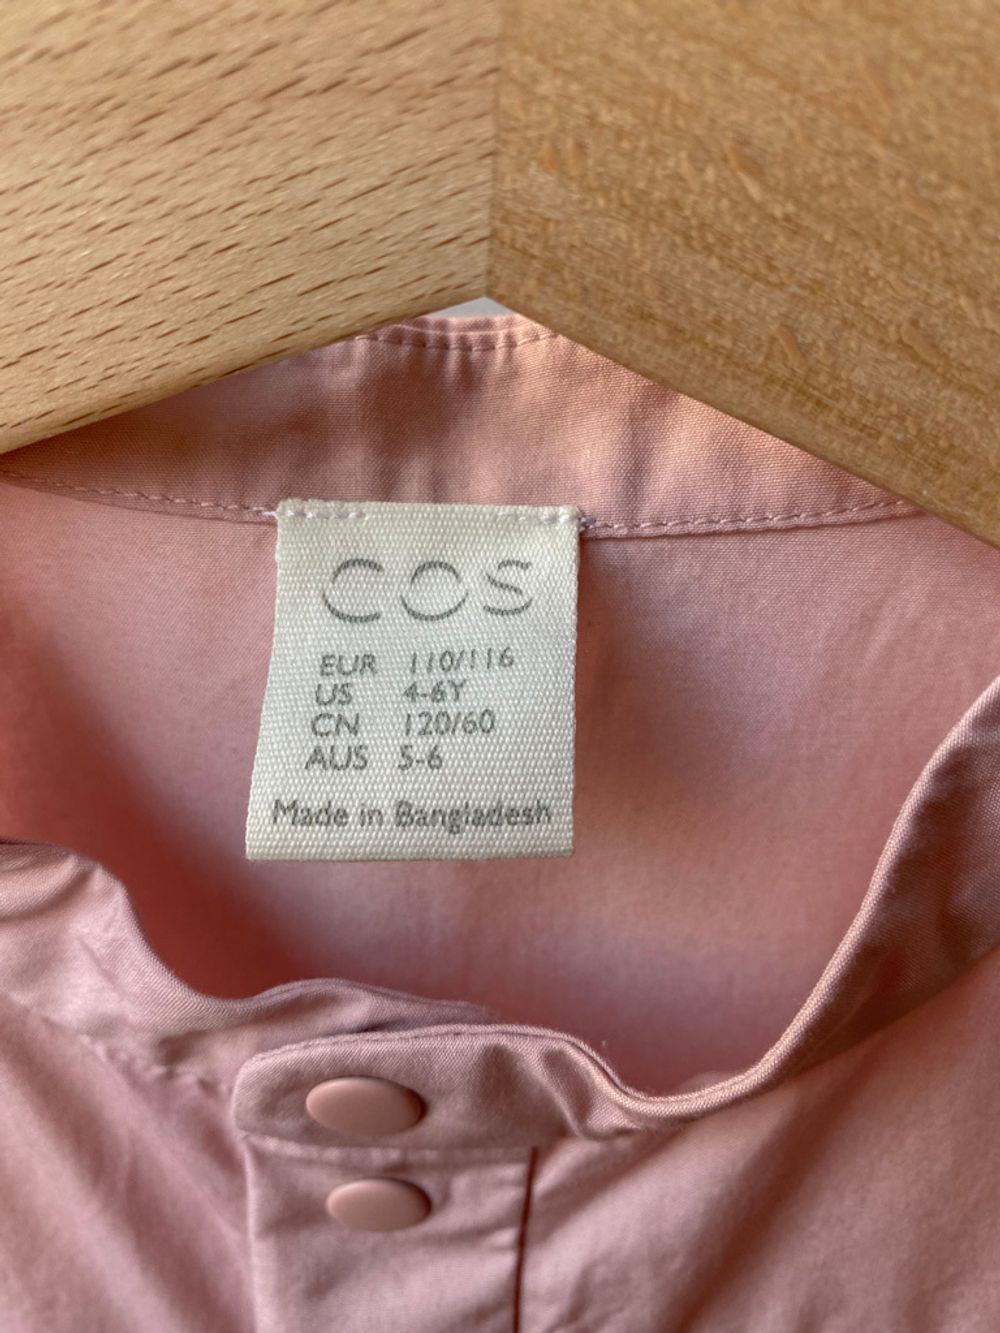 COS
EUR 110/116
US 4-6Y
CN 120/60
AUS 5-6
Made in Bangladesh